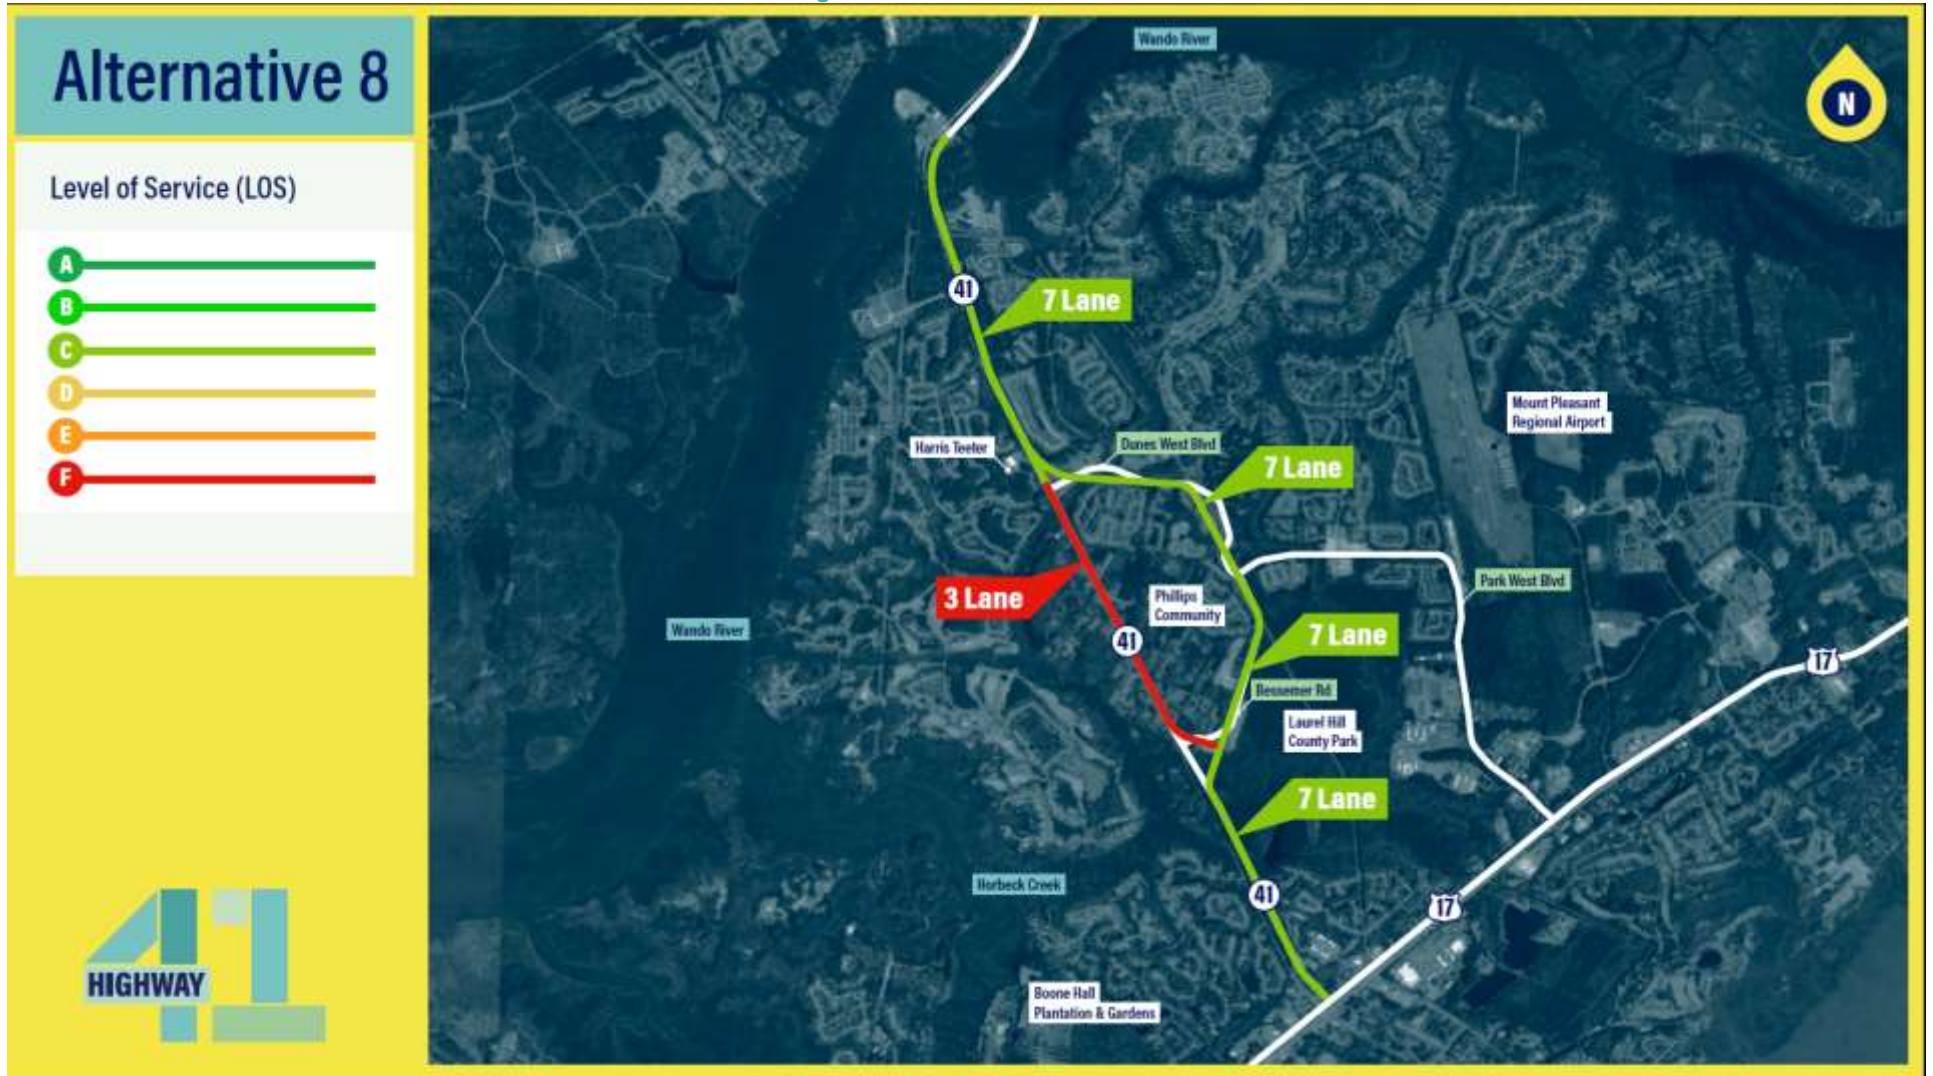 Alternative 8
Level of Service (LOS)
A
B
C
D
E
F
HIGHWAY
41
Wando River
N
41
7 Lane
Mount Pleasant
Regional Airport
Harris Teeter
Dunes West Blvd
7 Lane
3 Lane
Phillips
Community
Park West Blvd
Wando River
41
7 Lane
17
Bessemer Rd
Laurel Hill
County Park
7 Lane
Horbeck Creek
41
17
Boone Hall
Plantation & Gardens